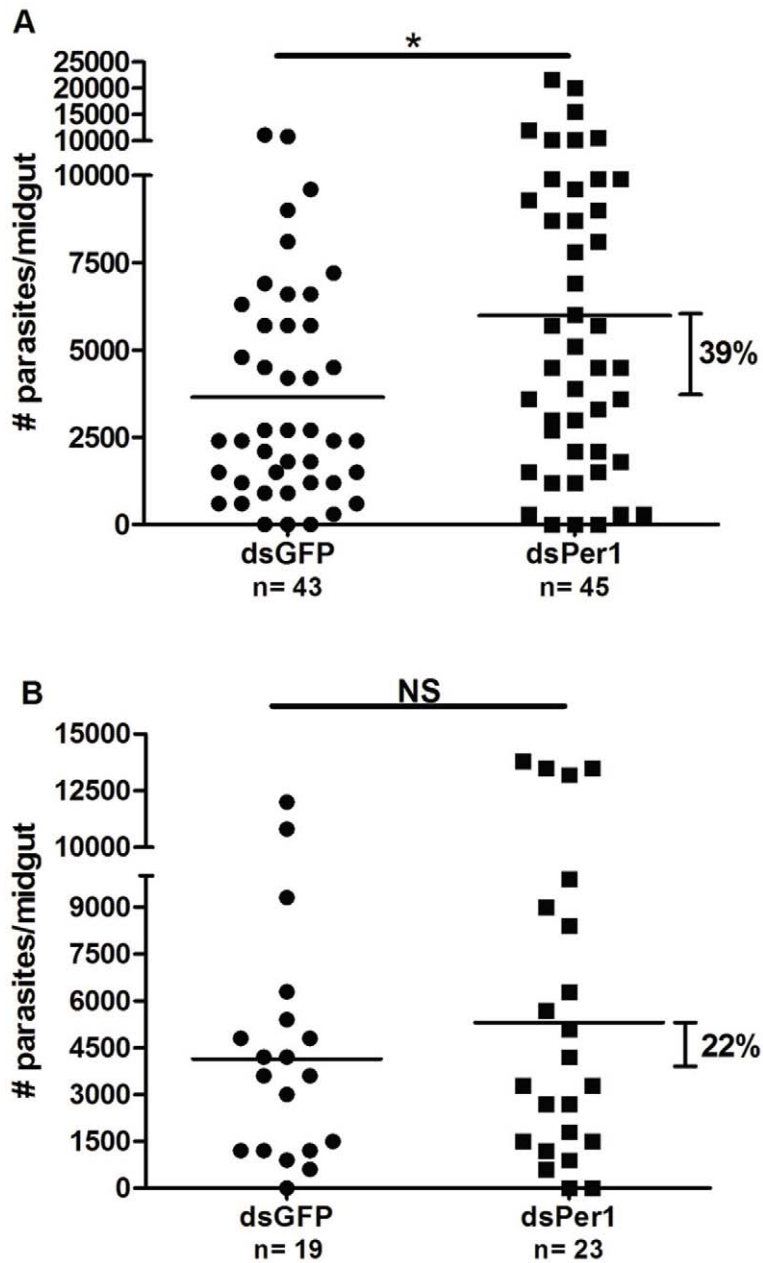 A
*
25000
20000
15000
10000
10000
7500
5000
2500
0
# parasites/midgut
39%
dsGFP dsPer1
n= 43 n= 45
B
NS
15000
12500
10000
9000
7500
6000
4500
3000
1500
0
# parasites/midgut
22%
dsGFP dsPer1
n= 19 n= 23